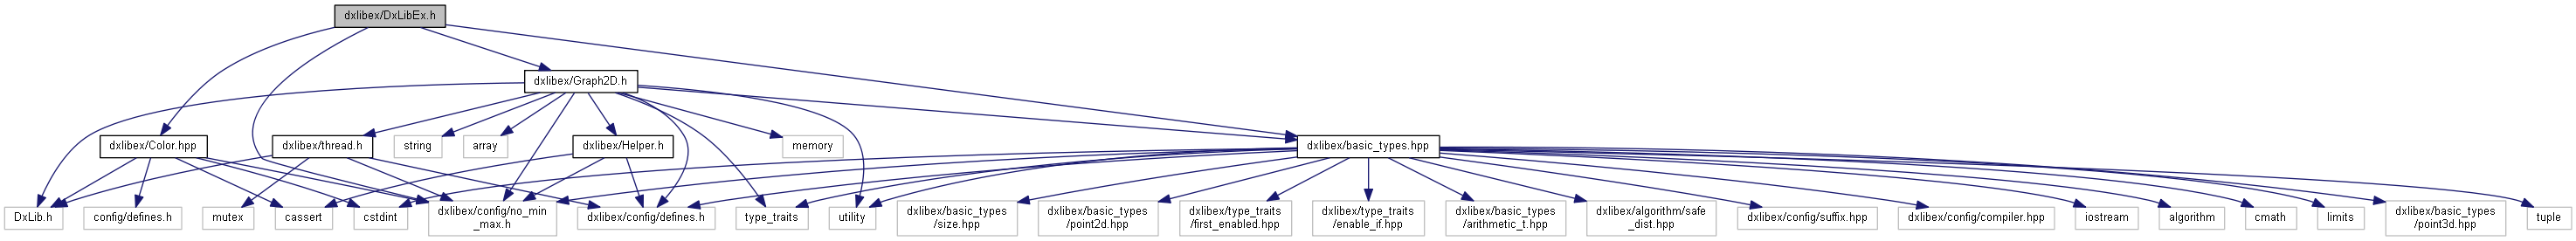 dxlibex/DxLibEx.h
dxlibex/Graph2D.h
dxlibex/Color.hpp
dxlibex/thread.h
string
array
dxlibex/Helper.h
memory
dxlibex/basic_types.hpp
DxLib.h
config/defines.h
mutex
cassert
cstdint
dxlibex/config/no_min
_max.h
dxlibex/config/defines.h
type_traits
utility
dxlibex/basic_types
/size.hpp
dxlibex/basic_types
/point2d.hpp
dxlibex/type_traits
/first_enabled.hpp
dxlibex/type_traits
/enable_if.hpp
dxlibex/basic_types
/arithmetic_t.hpp
dxlibex/algorithm/safe
_dist.hpp
dxlibex/config/suffix.hpp
dxlibex/config/compiler.hpp
iostream
algorithm
cmath
limits
dxlibex/basic_types
/point3d.hpp
tuple